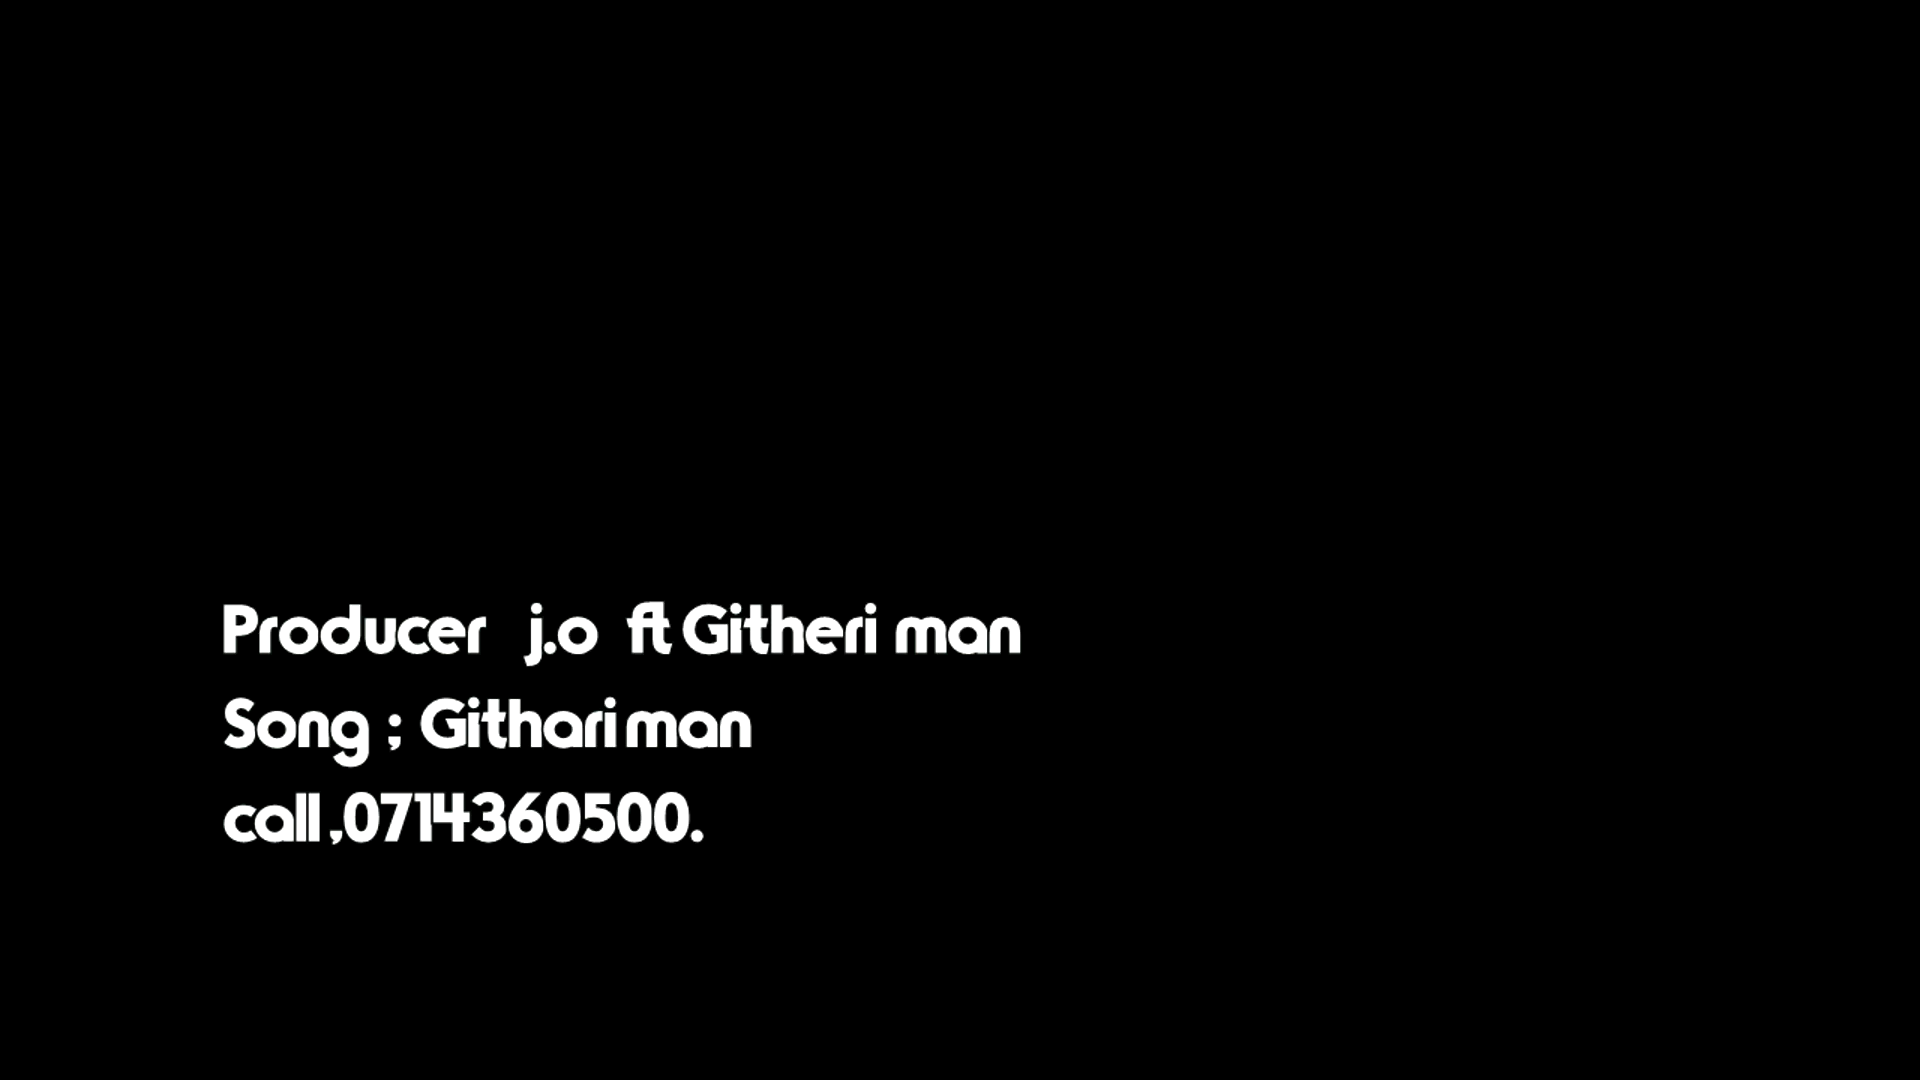 Producer j.o ft Githeri man
Song ; Githari man
call ,0714360500.